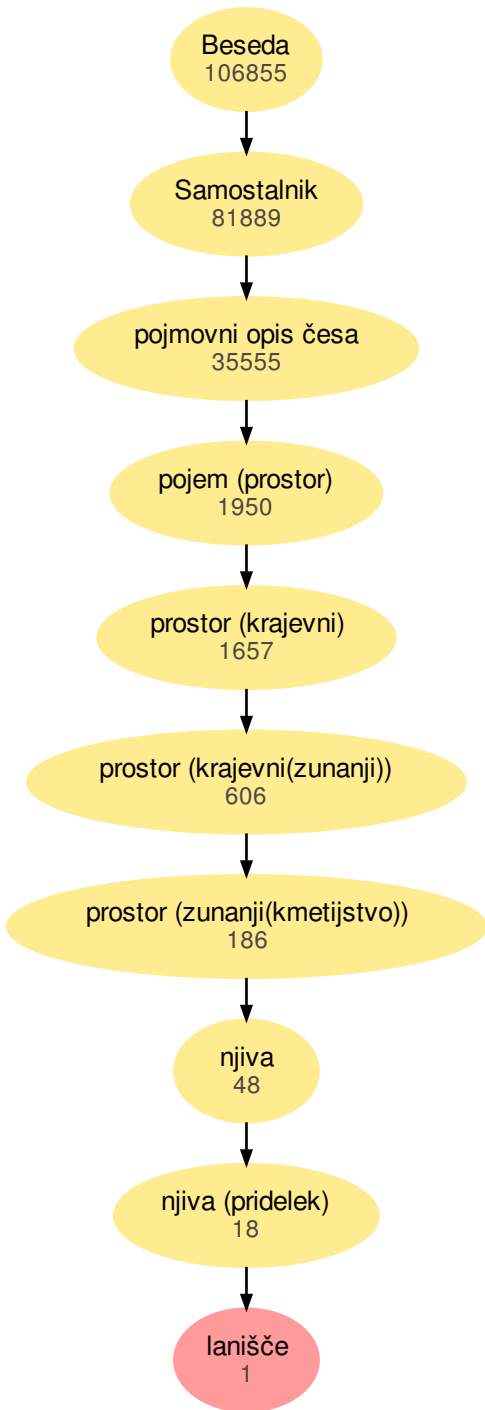 Beseda
106855
Samostalnik
81889
pojmovni opis česa
35555
pojem (prostor)
1950
prostor (krajevni)
1657
prostor (krajevni(zunanji))
606
prostor (zunanji(kmetijstvo))
186
njiva
48
njiva (pridelek)
18
lanišče
1